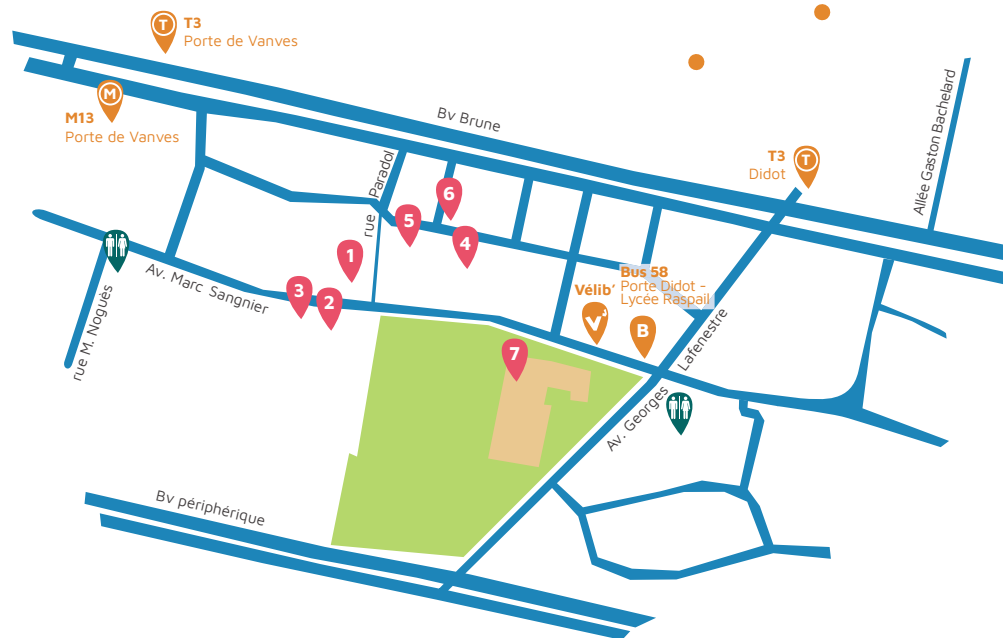 T
T3
Porte de Vanves
M
M13
Porte de Vanves
Bv Brune
T3
Didot
T
Allée Gaston Bachelard
rue Paradol
6
5
4
1
3
2
Av. Marc Sangnier
rue M. Noguès
Bus 58
Porte Didot -
Lycée Raspail
Vélib'
V
B
Lafenestre
7
Av. Georges
Bv périphérique